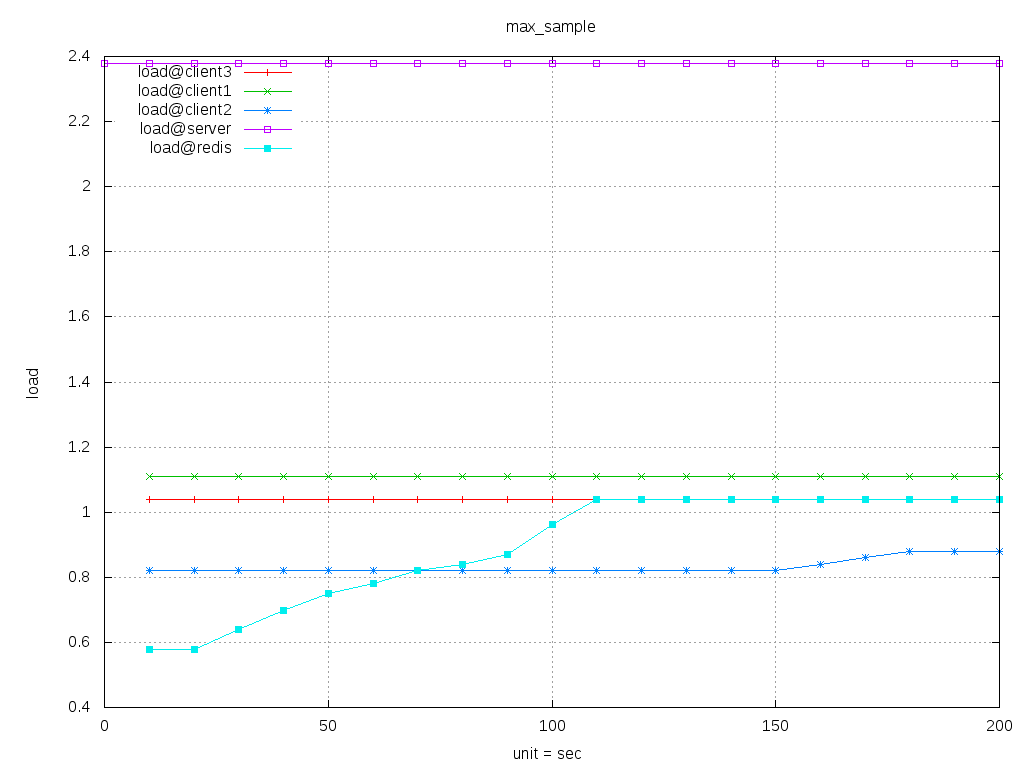 max_sample
2.4
2.2
2
1.8
1.6
1.4
1.2
1
0.8
0.6
0.4
load@client3
load@client1
load@client2
load@server
load@redis
load
0 50 100 150 200
unit = sec